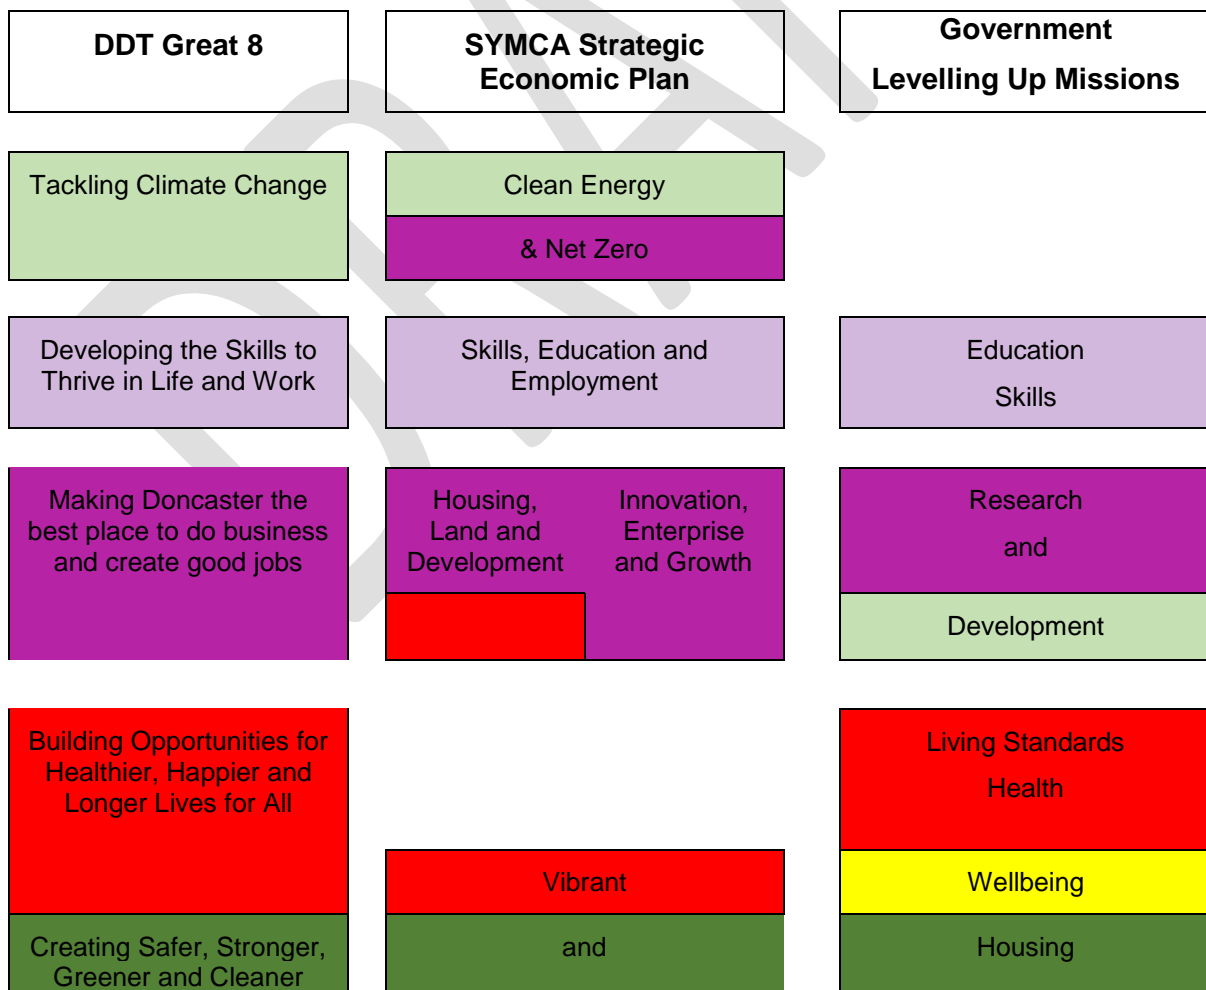 DDT Great 8
SYMCA Strategic
Economic Plan
Government
Levelling Up Missions
Tackling Climate Change
Clean Energy
& Net Zero
Developing the Skills to
Thrive in Life and Work
Skills, Education and
Employment
Education
Skills
Making Doncaster the
best place to do business
and create good jobs
Housing,
Land and
Development
Innovation,
Enterprise
and Growth
Research
and
Development
Building Opportunities for
Healthier, Happier and
Longer Lives for All
Living Standards
Health
Vibrant
Wellbeing
Creating Safer, Stronger,
Greener and Cleaner
and
Housing